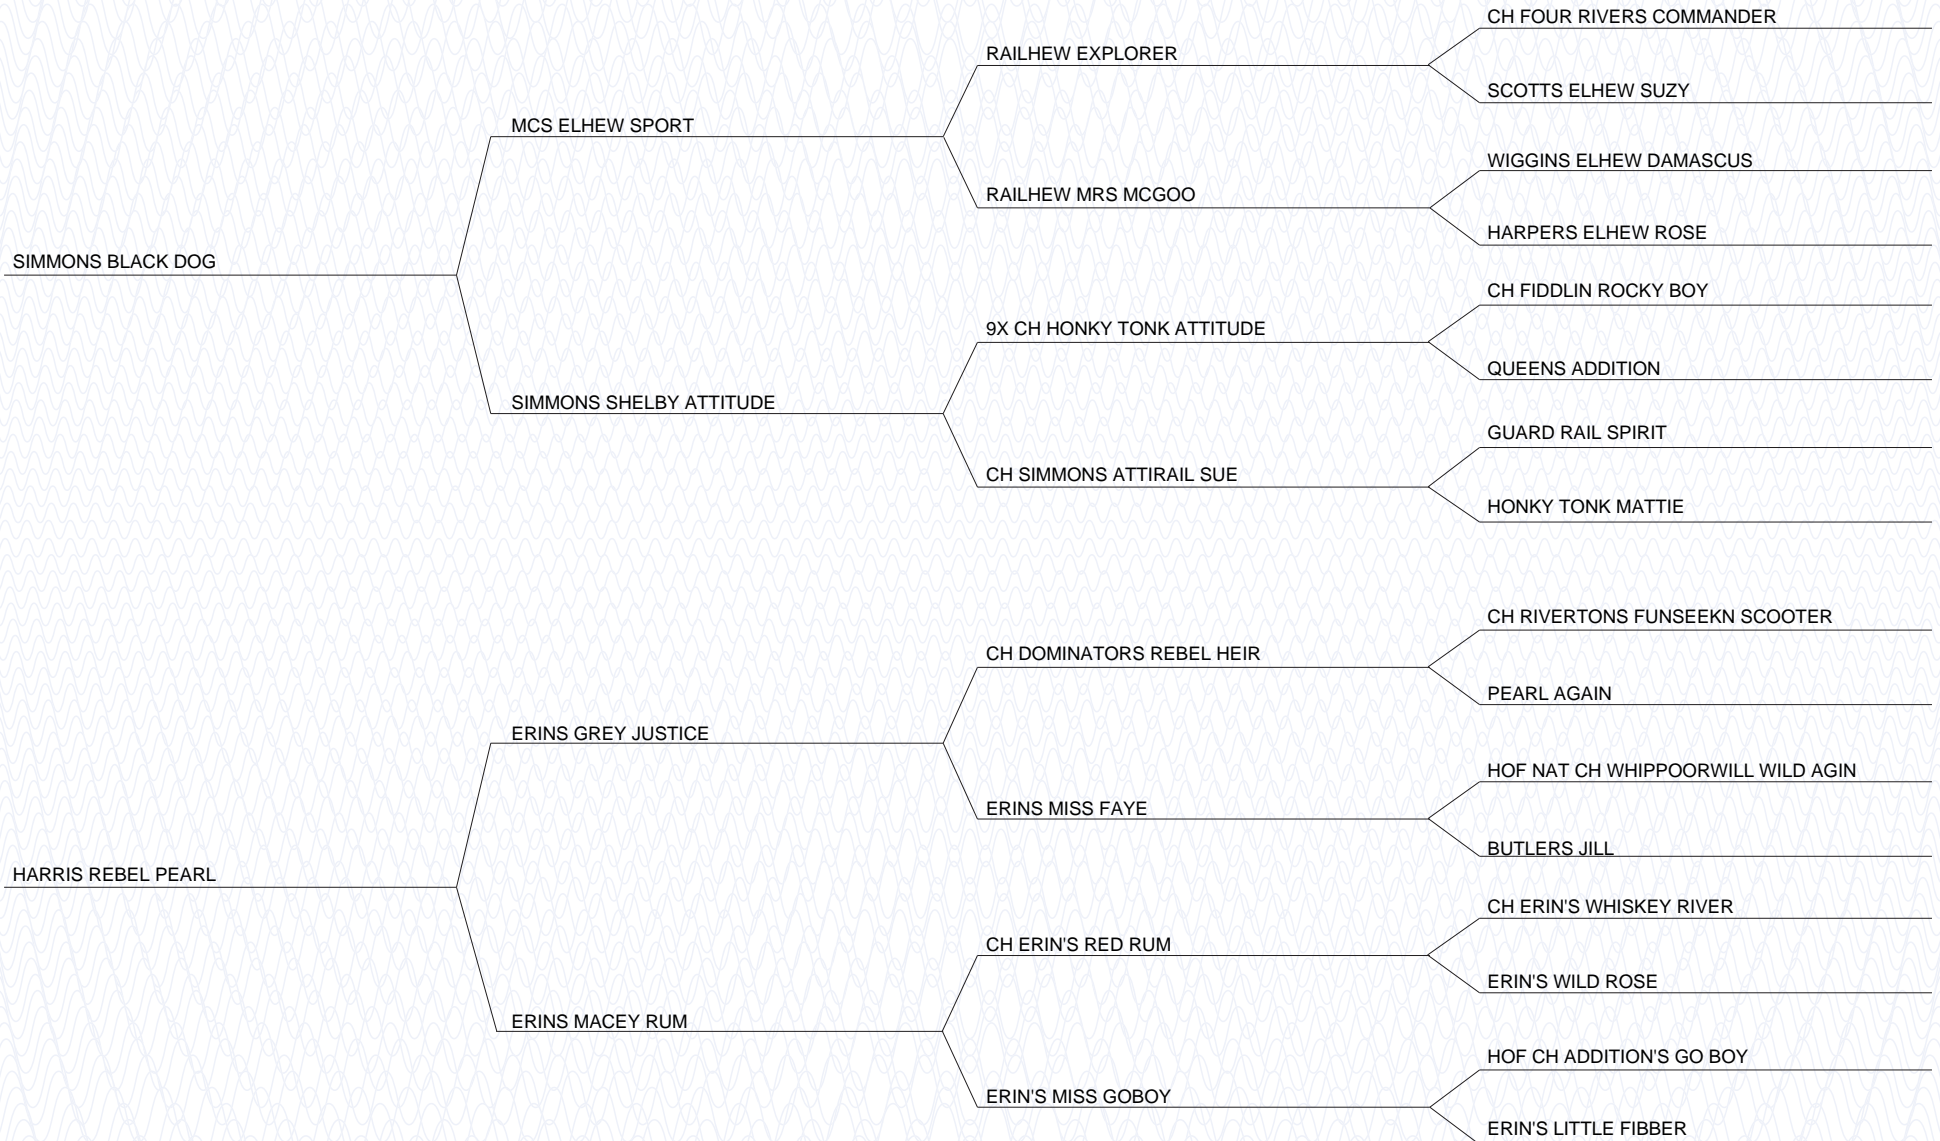 CH FOUR RIVERS COMMANDER
RAILHEW EXPLORER
SCOTTS ELHEW SUZY
MCS ELHEW SPORT
WIGGINS ELHEW DAMASCUS
RAILHEW MRS MCGOO
HARPERS ELHEW ROSE
SIMMONS BLACK DOG
CH FIDDLIN ROCKY BOY
9X CH HONKY TONK ATTITUDE
QUEENS ADDITION
SIMMONS SHELBY ATTITUDE
GUARD RAIL SPIRIT
CH SIMMONS ATTIRAIL SUE
HONKY TONK MATTIE
CH RIVERTONS FUNSEEKN SCOOTER
CH DOMINATORS REBEL HEIR
PEARL AGAIN
ERINS GREY JUSTICE
HOF NAT CH WHIPPOORWILL WILD AGIN
ERINS MISS FAYE
BUTLERS JILL
HARRIS REBEL PEARL
CH ERIN'S WHISKEY RIVER
CH ERIN'S RED RUM
ERIN'S WILD ROSE
ERINS MACEY RUM
HOF CH ADDITION'S GO BOY
ERIN'S MISS GOBOY
ERIN'S LITTLE FIBBER